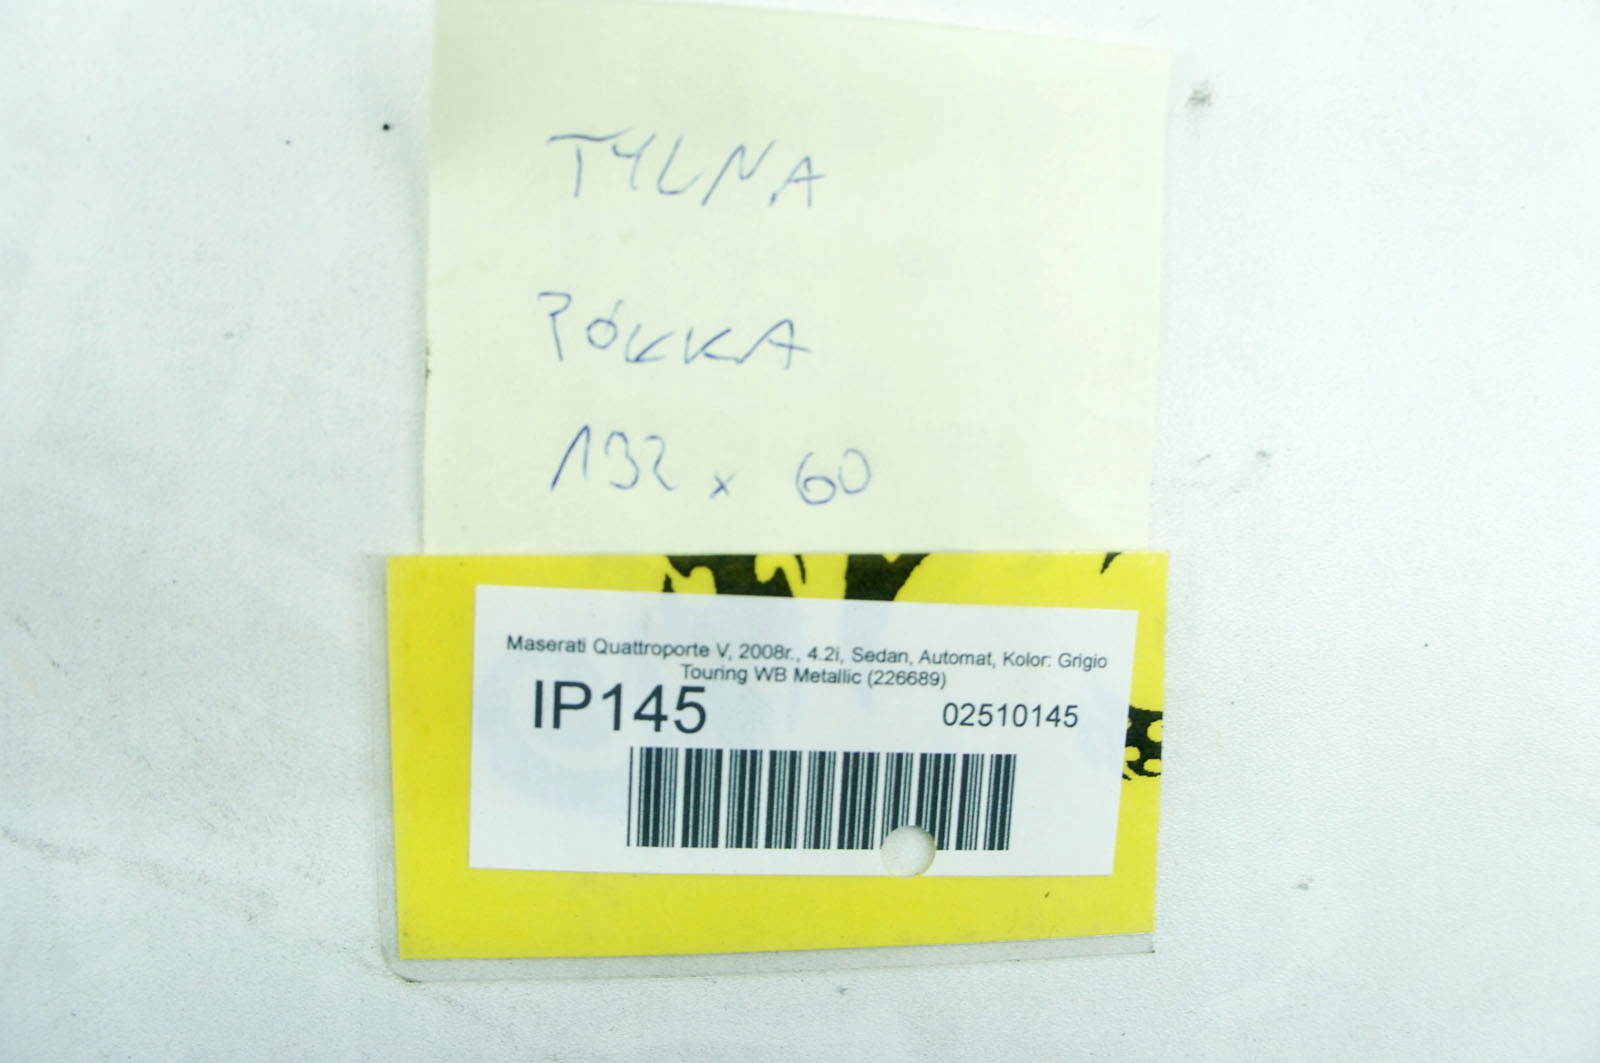 TYLNA
PÓŁKA
132 x 60
Maserati Quattroporte V, 2008r., 4.2i, Sedan, Automat, Kolor: Grigio
Touring WB Metallic (226689)
IP145
02510145